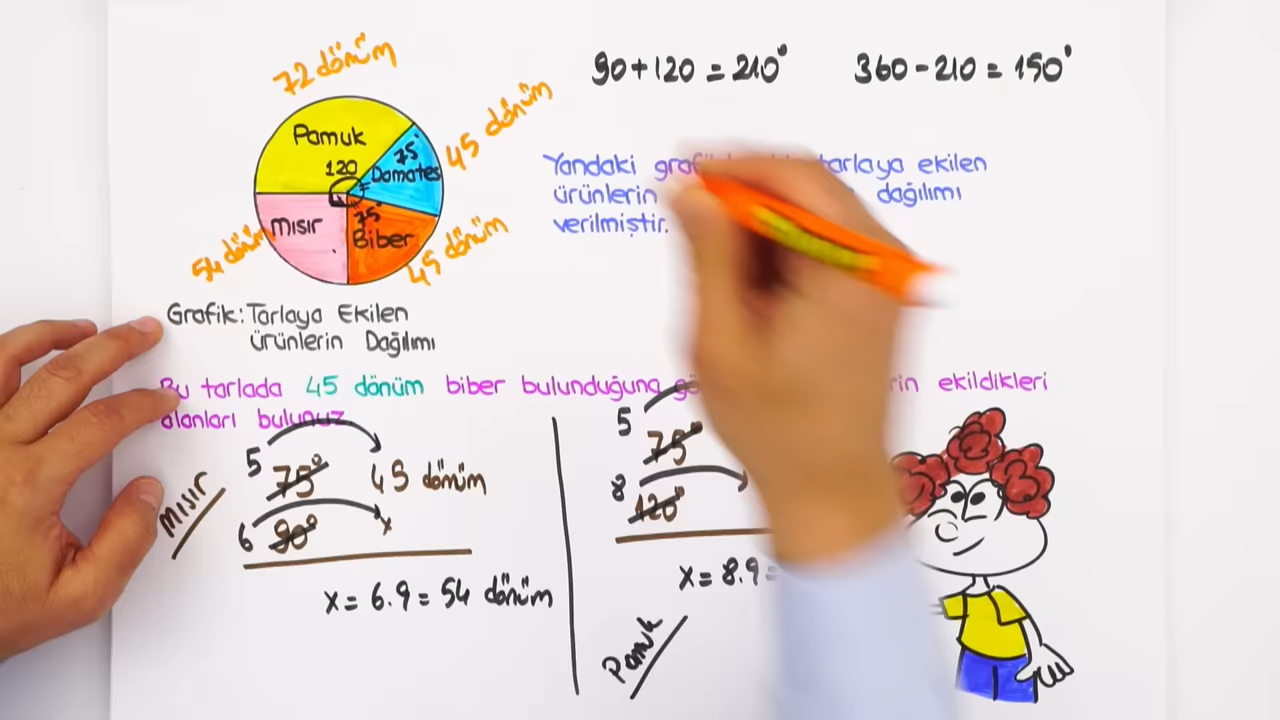 72 dönüm
90+120=210°
360-210=150°
Pamuk
120
75°
Domates
45 dönüm
Mısır
75°
Biber
54 dönüm
45 dönüm
Yandaki tarlaya ekilen
ürünlerin dağılımı
verilmiştir.
Grafik: Tarlaya Ekilen
Ürünlerin Dağılımı
Bu tarlada 45 dönüm biber bulunduğuna ekildikleri
alanları bulunuz
Mısır
5
75° 45 dönüm
6 90° x
x=6.9=54 dönüm
5
75°
8
120°
x=8.9=
Pamuk